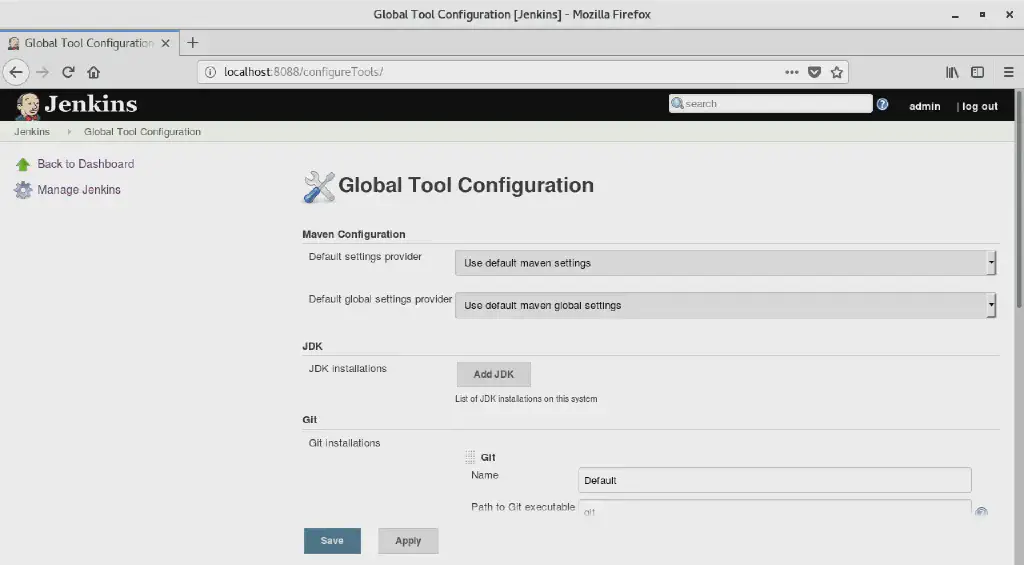 Global Tool Configuration [Jenkins] - Mozilla Firefox
Global Tool Configuration
localhost:8088/configureTools/
Jenkins
search
admin
| log out
Jenkins
Global Tool Configuration
Back to Dashboard
Manage Jenkins
Global Tool Configuration
Maven Configuration
Default settings provider
Use default maven settings
Default global settings provider
Use default maven global settings
JDK
JDK installations
Add JDK
List of JDK installations on this system
Git
Git installations
Git
Name
Default
Path to Git executable
git
Save
Apply